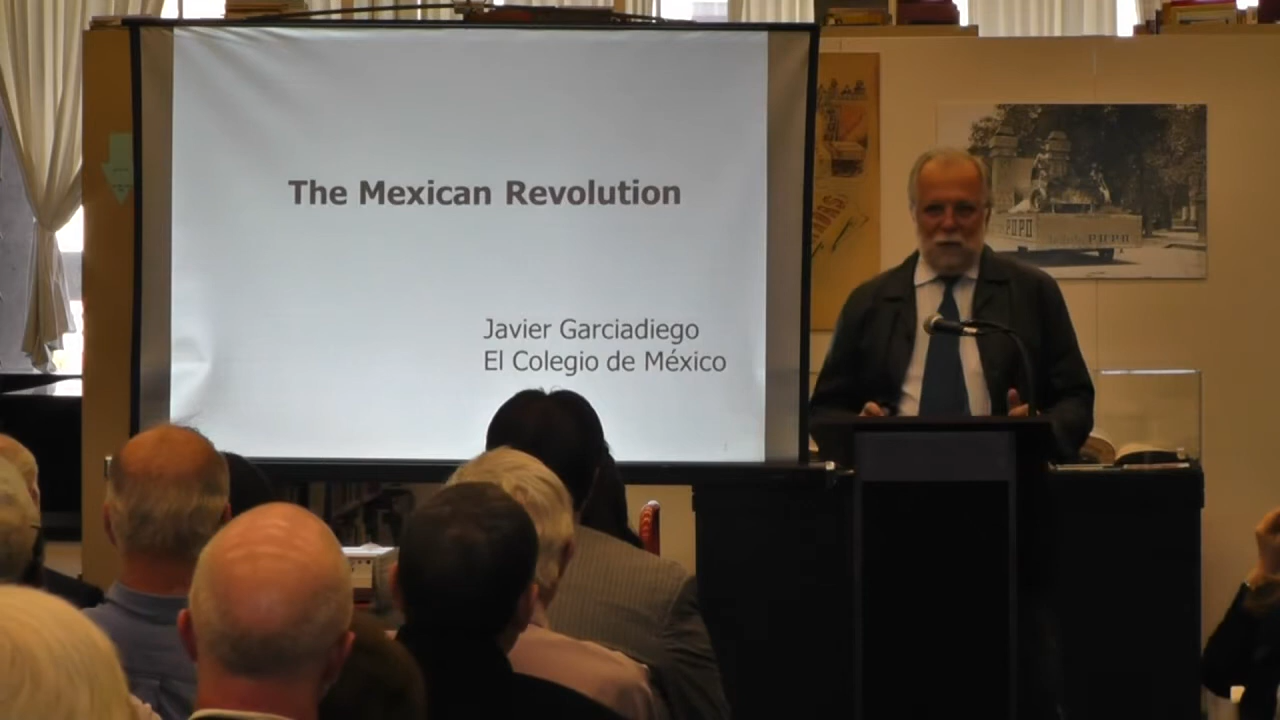 The Mexican Revolution
Javier Garciadiego
El Colegio de México